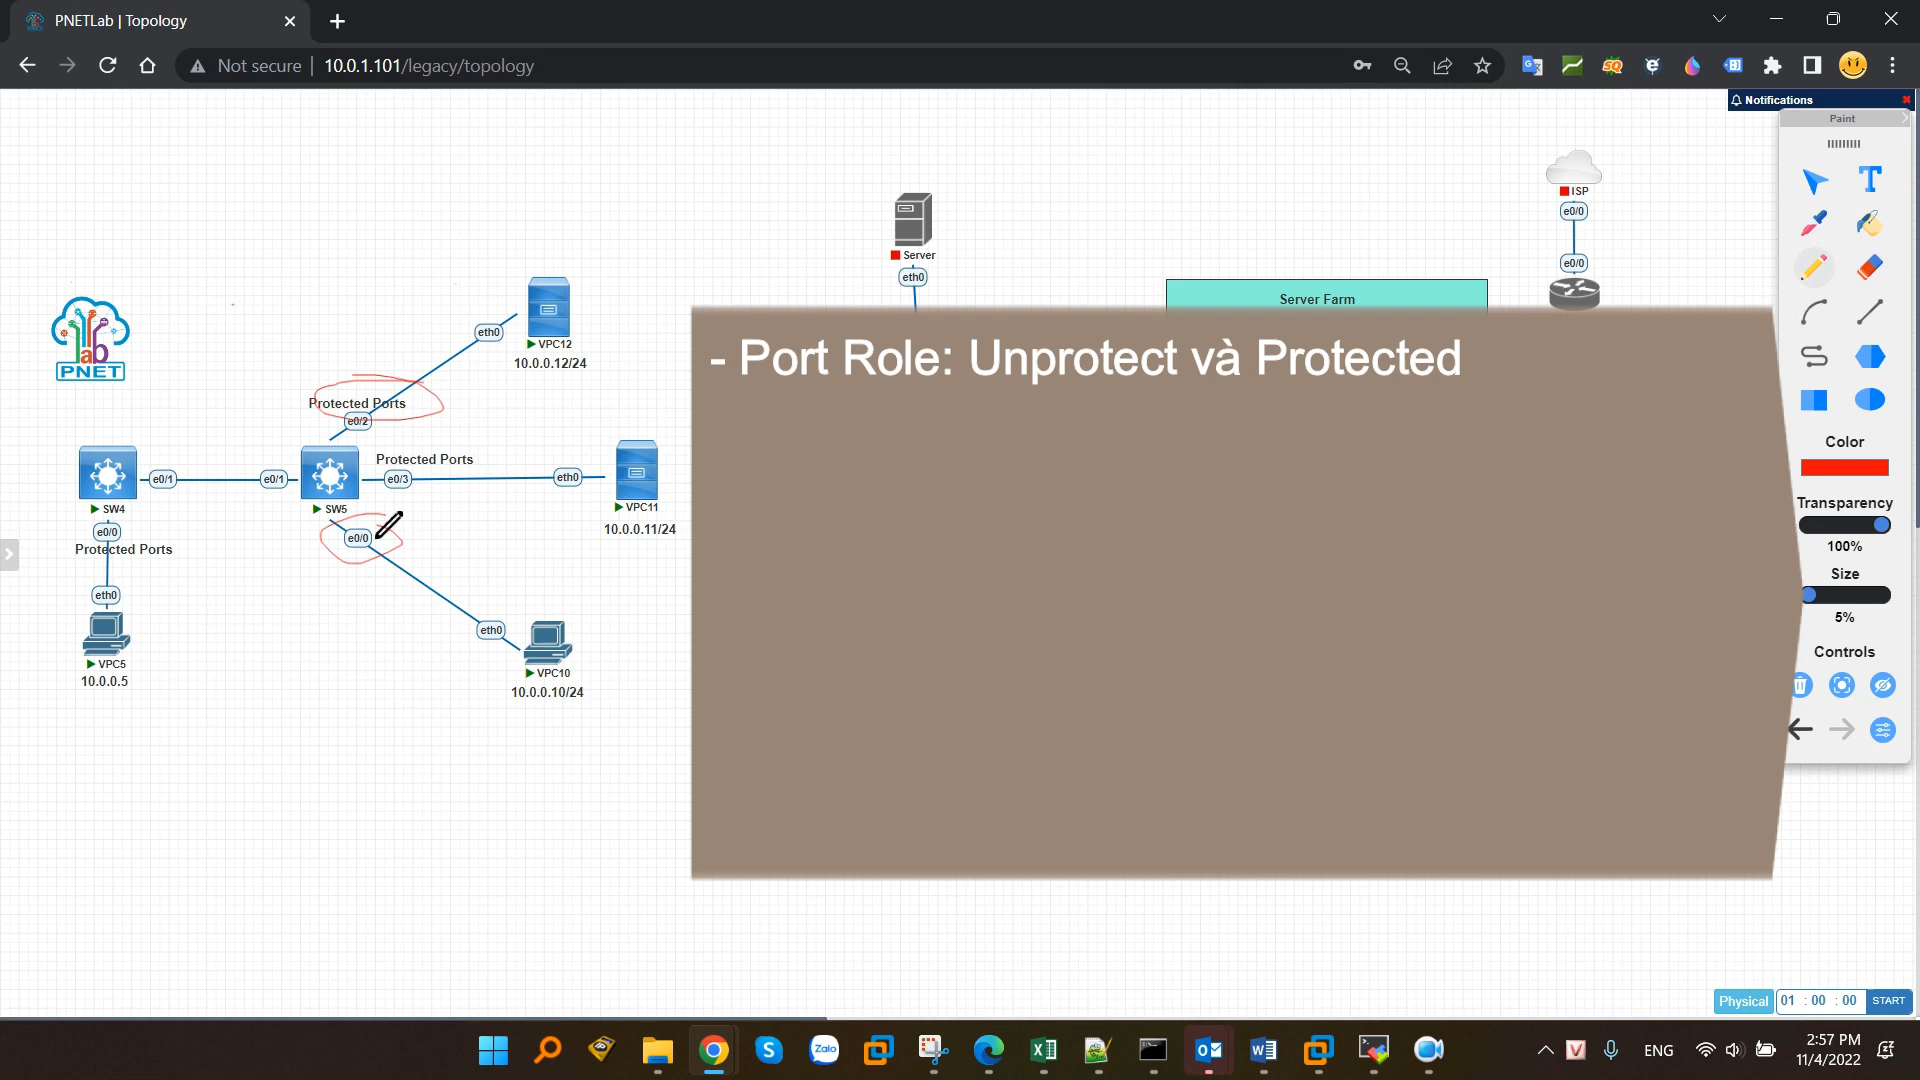 PNETLab | Topology
Not secure
10.0.1.101/legacy/topology
Notifications
Paint
ISP
e0/0
e0/0
Server
eth0
Server Farm
lab
PNET
eth0
VPC12
10.0.0.12/24
Protected Ports
e0/2
Protected Ports
e0/1
e0/1
e0/3
eth0
SW4
SW5
VPC11
10.0.0.11/24
e0/0
Protected Ports
e0/0
eth0
VPC5
10.0.0.5
eth0
VPC10
10.0.0.10/24
- Port Role: Unprotect và Protected
Color
Transparency
100%
Size
5%
Controls
Physical
01 : 00 : 00
START
Zalo
ENG
2:57 PM
11/4/2022